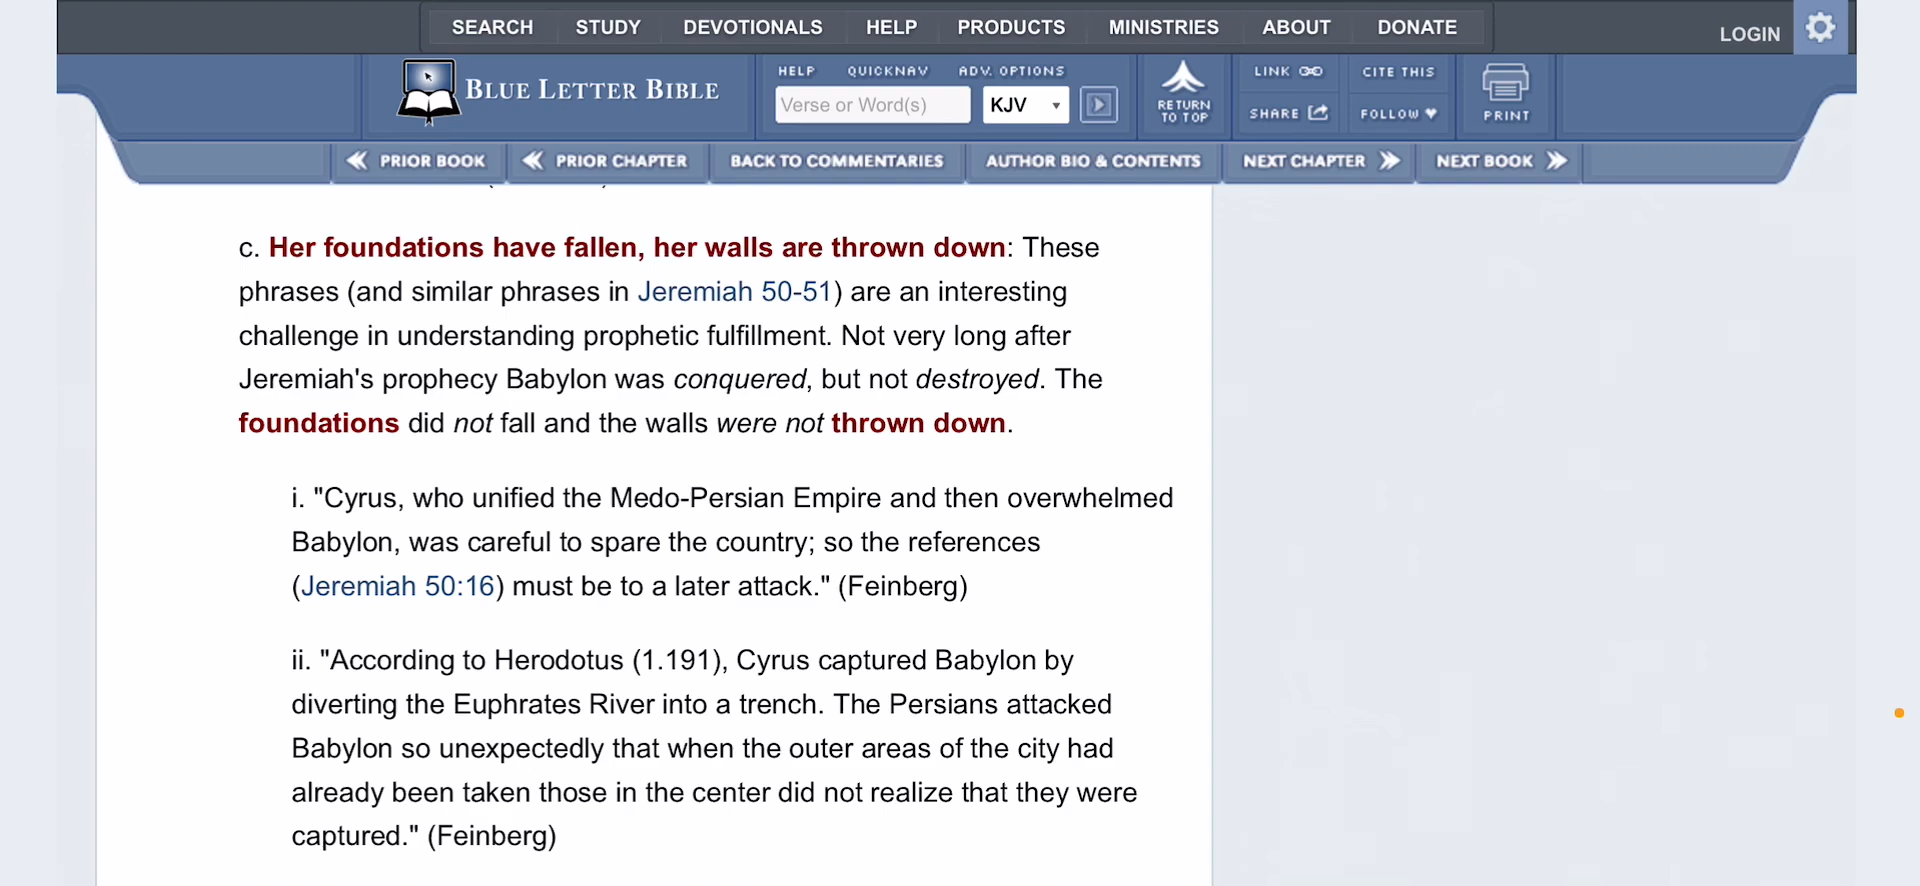 SEARCH STUDY DEVOTIONALS HELP PRODUCTS MINISTRIES ABOUT DONATE LOGIN
BLUE LETTER BIBLE
HELP QUICKNAV ADV. OPTIONS
Verse or Word(s) KJV
RETURN
TO TOP
LINK CITE THIS
SHARE FOLLOW
PRINT
PRIOR BOOK PRIOR CHAPTER BACK TO COMMENTARIES AUTHOR BIO & CONTENTS NEXT CHAPTER NEXT BOOK
c. Her foundations have fallen, her walls are thrown down: These
phrases (and similar phrases in Jeremiah 50-51) are an interesting
challenge in understanding prophetic fulfillment. Not very long after
Jeremiah's prophecy Babylon was conquered, but not destroyed. The
foundations did not fall and the walls were not thrown down.
i. "Cyrus, who unified the Medo-Persian Empire and then overwhelmed
Babylon, was careful to spare the country; so the references
(Jeremiah 50:16) must be to a later attack." (Feinberg)
ii. "According to Herodotus (1.191), Cyrus captured Babylon by
diverting the Euphrates River into a trench. The Persians attacked
Babylon so unexpectedly that when the outer areas of the city had
already been taken those in the center did not realize that they were
captured." (Feinberg)